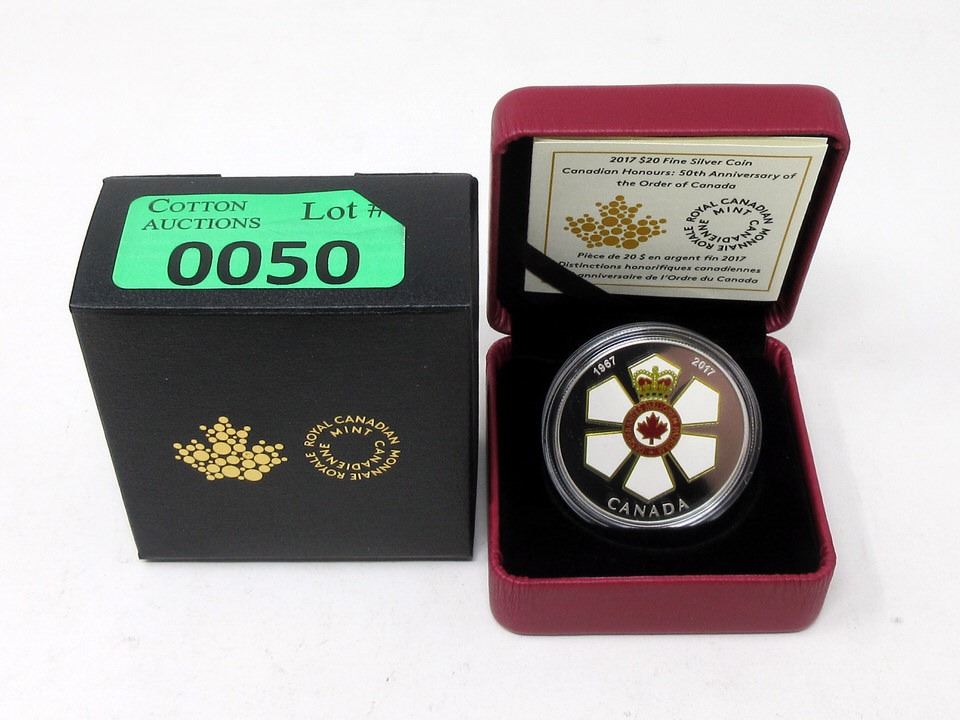 COTTON
AUCTIONS
Lot #
0050
ROYAL CANADIAN MINT
MONNAIE ROYALE CANADIENNE
2017 $20 Fine Silver Coin
Canadian Honours: 50th Anniversary of
the Order of Canada
ROYAL CANADIAN MINT
MONNAIE ROYALE CANADIENNE
Pièce de 20 $ en argent fin 2017
Distinctions honorifiques canadiennes
anniversaire de l'Ordre du Canada
1967
2017
CANADA